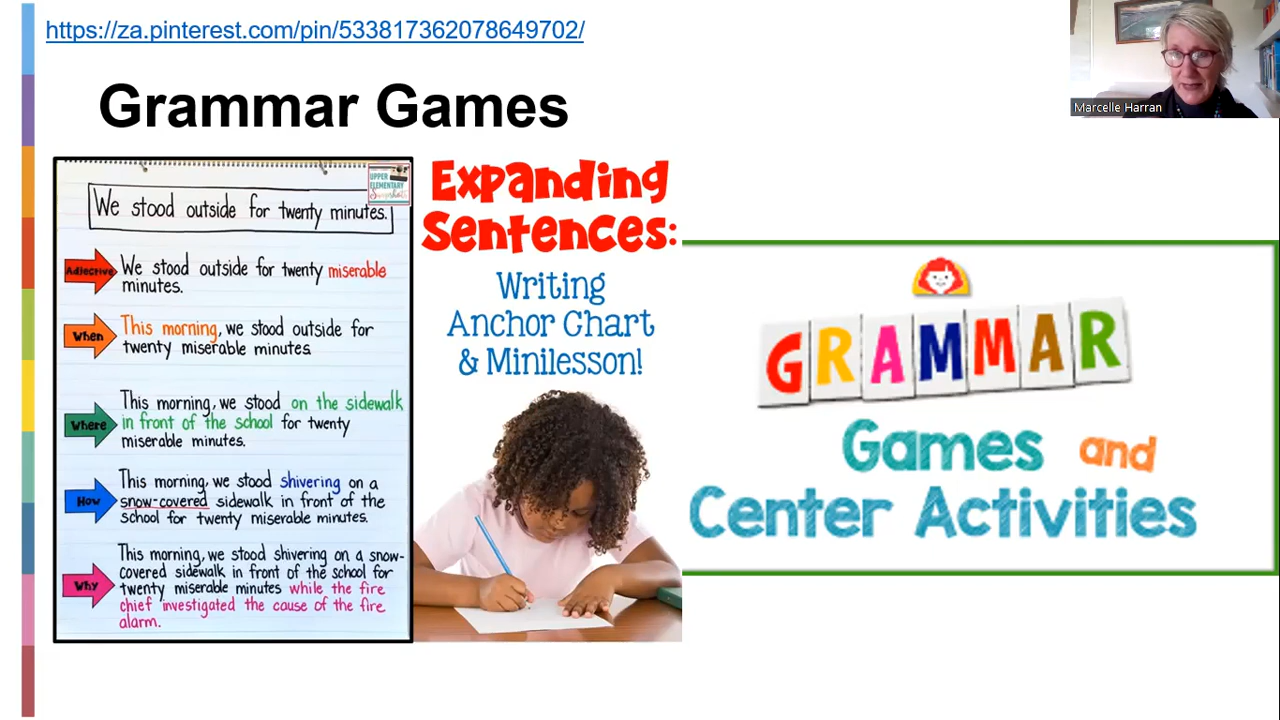 https://za.pinterest.com/pin/533817362078649702/
Marcelle Harran
Grammar Games
UPPER
ELEMENTARY
Snapshots
We stood outside for twenty minutes.
Adjective
We stood outside for twenty miserable
minutes.
When
This morning, we stood outside for
twenty miserable minutes.
Where
This morning, we stood on the sidewalk
in front of the school for twenty
miserable minutes.
How
This morning, we stood shivering on a
snow-covered sidewalk in front of the
school for twenty miserable minutes.
Why
This morning, we stood shivering on a snow-
covered sidewalk in front of the school for
twenty miserable minutes while the fire
chief investigated the cause of the fire
alarm.
Expanding
Sentences:
Writing
Anchor Chart
& Minilesson!
GRAMMAR
Games and
Center Activities